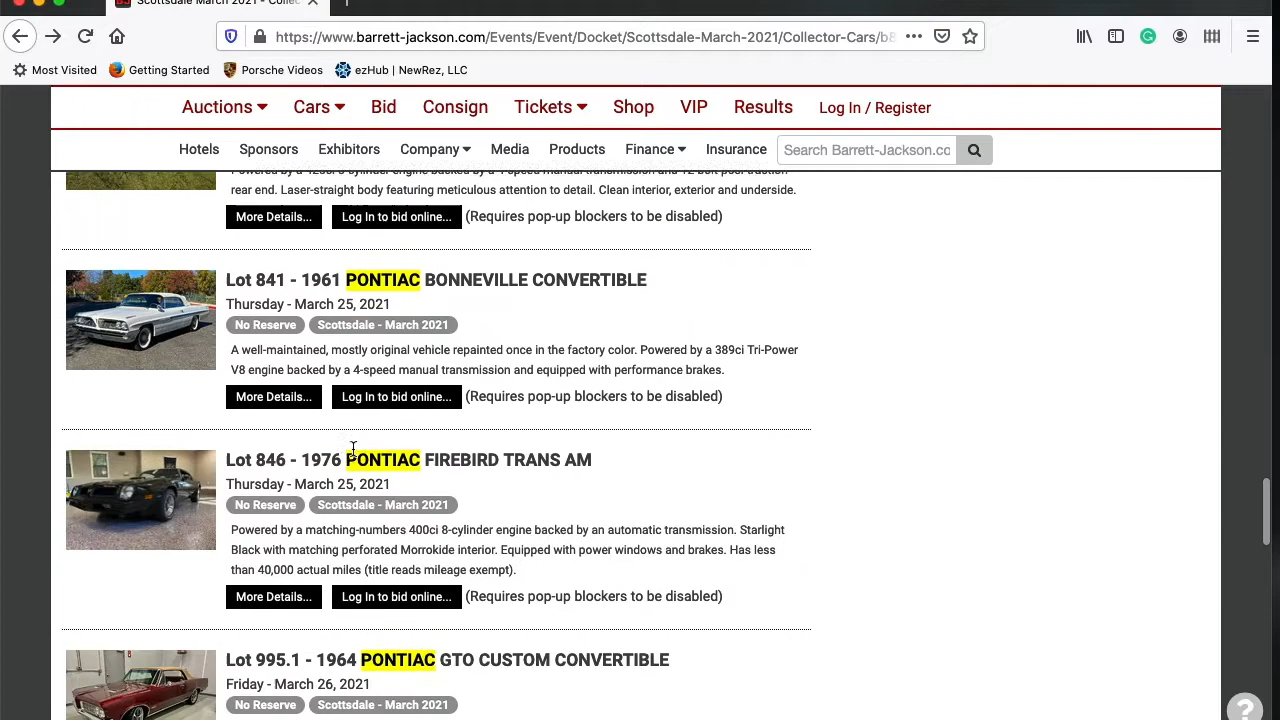 Scottsdale March 2021 - Collec
https://www.barrett-jackson.com/Events/Event/Docket/Scottsdale-March-2021/Collector-Cars/b8
Most Visited Getting Started Porsche Videos ezHub | NewRez, LLC
Auctions Cars Bid Consign Tickets Shop VIP Results Log In / Register
Hotels Sponsors Exhibitors Company Media Products Finance Insurance Search Barrett-Jackson.co
rear end. Laser-straight body featuring meticulous attention to detail. Clean interior, exterior and underside.
More Details... Log In to bid online... (Requires pop-up blockers to be disabled)
Lot 841 - 1961 PONTIAC BONNEVILLE CONVERTIBLE
Thursday - March 25, 2021
No Reserve Scottsdale - March 2021
A well-maintained, mostly original vehicle repainted once in the factory color. Powered by a 389ci Tri-Power
V8 engine backed by a 4-speed manual transmission and equipped with performance brakes.
More Details... Log In to bid online... (Requires pop-up blockers to be disabled)
Lot 846 - 1976 PONTIAC FIREBIRD TRANS AM
Thursday - March 25, 2021
No Reserve Scottsdale - March 2021
Powered by a matching-numbers 400ci 8-cylinder engine backed by an automatic transmission. Starlight
Black with matching perforated Morrokide interior. Equipped with power windows and brakes. Has less
than 40,000 actual miles (title reads mileage exempt).
More Details... Log In to bid online... (Requires pop-up blockers to be disabled)
Lot 995.1 - 1964 PONTIAC GTO CUSTOM CONVERTIBLE
Friday - March 26, 2021
No Reserve Scottsdale - March 2021
?